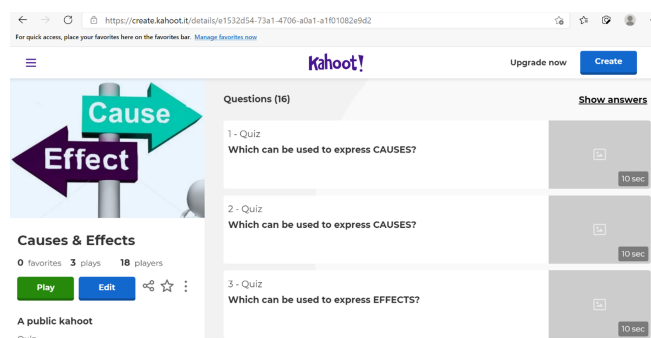 https://create.kahoot.it/details/e1532d54-73a1-4706-a0a1-a1f01082e9d2
For quick access, place your favorites here on the favorites bar. Manage favorites now
Kahoot!
Upgrade now
Create
Cause
Effect
Causes & Effects
0 favorites 3 plays 18 players
Play
Edit
A public kahoot
Questions (16)
Show answers
1 - Quiz
Which can be used to express CAUSES?
10 sec
2 - Quiz
Which can be used to express CAUSES?
10 sec
3 - Quiz
Which can be used to express EFFECTS?
10 sec